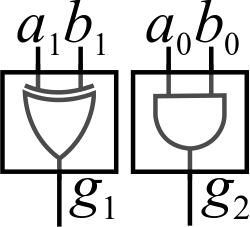 a₁ b₁ a₀ b₀
g₁ g₂